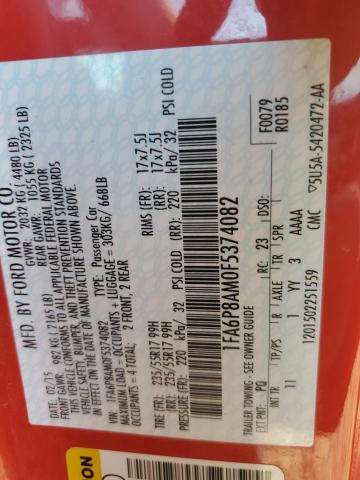 MFD. BY FORD MOTOR CO.
DATE: 02/15 GVWR: 2032 KG ( 4480 LB)
FRONT GAWR: 982 KG ( 2165 LB) REAR GAWR: 1055 KG ( 2325 LB)
THIS VEHICLE CONFORMS TO ALL APPLICABLE FEDERAL MOTOR
VEHICLE SAFETY, BUMPER, AND THEFT PREVENTION STANDARDS
IN EFFECT ON THE DATE OF MANUFACTURE SHOWN ABOVE.
VIN: 1FA6P8AM0F5374082 TYPE: Passenger Car
MAXIMUM LOAD = OCCUPANTS + LUGGAGE = 303KG/ 668LB
OCCUPANTS = 4 TOTAL; 2 FRONT, 2 REAR
TIRE (FR): 235/55R17 99H RIMS (FR): 17x7.5J
TIRE (RR): 235/55R17 99H RIMS (RR): 17x7.5J
COLD (FR): 220 kPa/ 32 PSI COLD (RR): 220 kPa/ 32 PSI COLD
1FA6P8AM0F5374082
F0079
R0185
TRAILER TOWING - SEE OWNER GUIDE
EXT PNT: PQ RC: 23 DSO:
INT TR TP/PS R AXLE TR SPR
11 1 YY 3 AAAA
1201502251559 CMC 5U5A-5420472-AA
ON